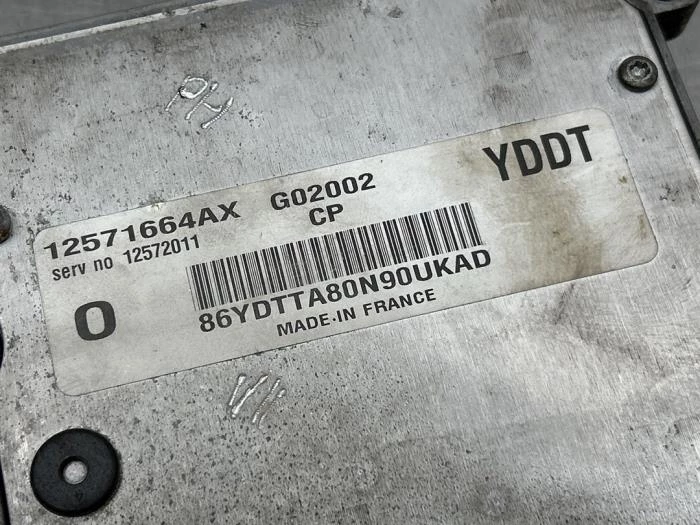 YDDT
12571664AX G02002
serv no 12572011 CP
O
86YDTTA80N90UKAD
MADE-IN FRANCE